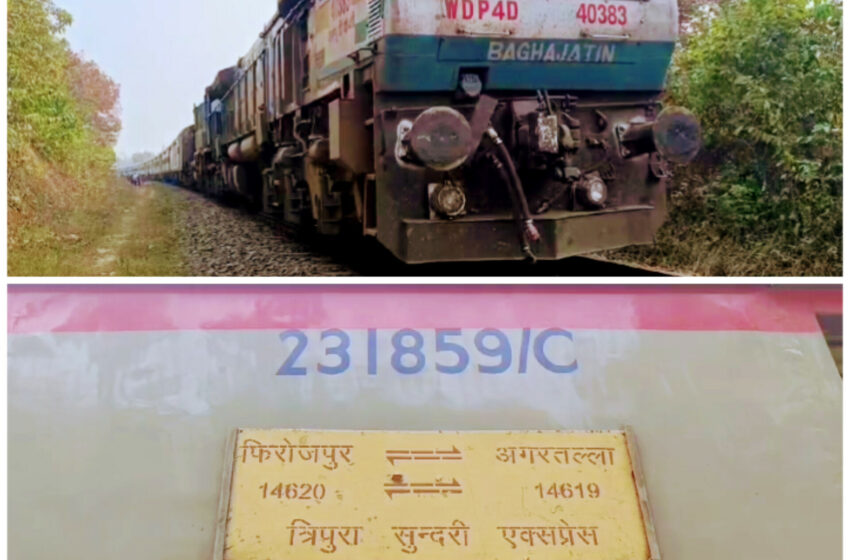 WDP4D 40383
BAGHAJATIN
231859/C
फिरोजपुर अगरतल्ला
14620 14619
त्रिपुरा सुन्दरी एक्सप्रेस